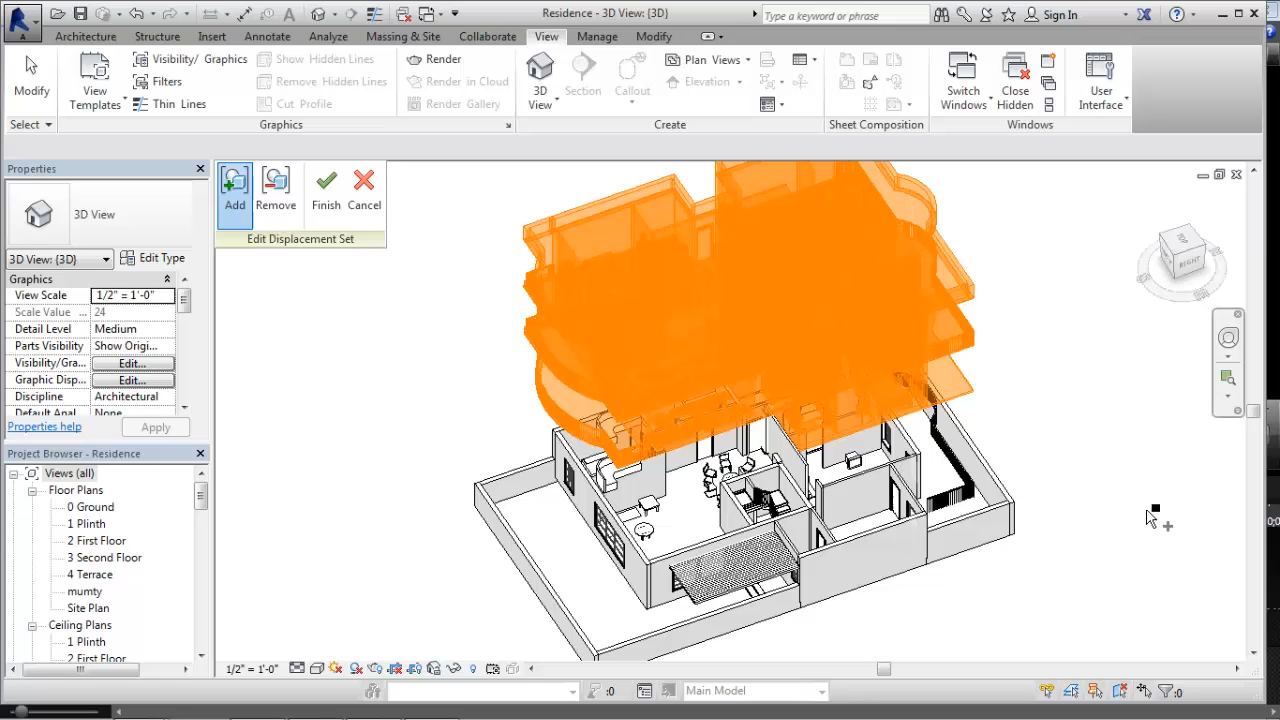 Residence - 3D View: {3D}
Type a keyword or phrase
Sign In
Architecture Structure Insert Annotate Analyze Massing & Site Collaborate View Manage Modify
Modify
Select
View Templates
Visibility/ Graphics
Filters
Thin Lines
Show Hidden Lines
Remove Hidden Lines
Cut Profile
Graphics
Render
Render in Cloud
Render Gallery
3D View
Section
Callout
Plan Views
Elevation
Create
Sheet Composition
Switch Windows
Close Hidden
Windows
User Interface
Properties
3D View
3D View: {3D} Edit Type
Graphics
View Scale 1/2" = 1'-0"
Scale Value ... 24
Detail Level Medium
Parts Visibility Show Origi...
Visibility/Gra... Edit...
Graphic Disp... Edit...
Discipline Architectural
Default Anal None
Properties help Apply
Add Remove Finish Cancel
Edit Displacement Set
TOP
RIGHT
Project Browser - Residence
Views (all)
Floor Plans
0 Ground
1 Plinth
2 First Floor
3 Second Floor
4 Terrace
mumty
Site Plan
Ceiling Plans
1 Plinth
2 First Floor
1/2" = 1'-0"
:0
Main Model
:0